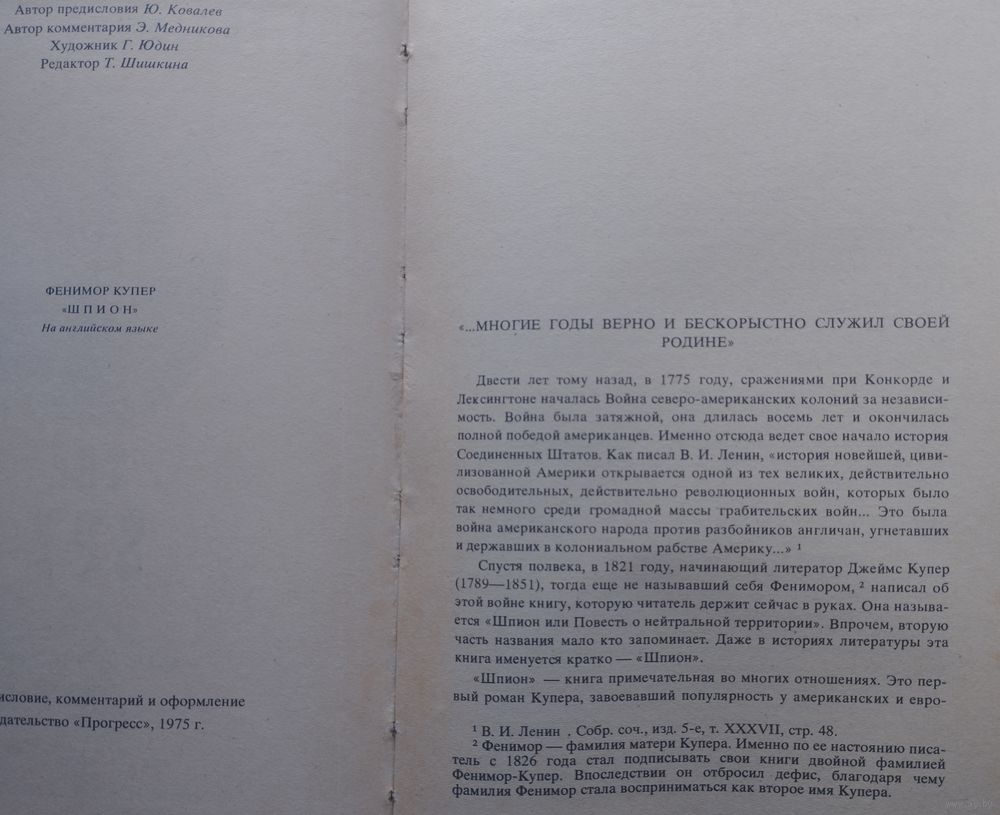 Автор предисловия Ю. Ковалев
Автор комментария Э. Медникова
Художник Г. Юдин
Редактор Т. Шишкина
ФЕНИМОР КУПЕР
«ШПИОН»
На английском языке
исловие, комментарий и оформление
дательство «Прогресс», 1975 г.
«...МНОГИЕ ГОДЫ ВЕРНО И БЕСКОРЫСТНО СЛУЖИЛ СВОЕЙ
РОДИНЕ»
Двести лет тому назад, в 1775 году, сражениями при Конкорде и
Лексингтоне началась Война северо-американских колоний за независи-
мость. Война была затяжной, она длилась восемь лет и окончилась
полной победой американцев. Именно отсюда ведет свое начало история
Соединенных Штатов. Как писал В. И. Ленин, «история новейшей, циви-
лизованной Америки открывается одной из тех великих, действительно
освободительных, действительно революционных войн, которых было
так немного среди громадной массы грабительских войн... Это была
война американского народа против разбойников англичан, угнетавших
и державших в колониальном рабстве Америку...» ¹
Спустя полвека, в 1821 году, начинающий литератор Джеймс Купер
(1789—1851), тогда еще не называвший себя Фенимором, ² написал об
этой войне книгу, которую читатель держит сейчас в руках. Она называ-
ется «Шпион или Повесть о нейтральной территории». Впрочем, вторую
часть названия мало кто запоминает. Даже в историях литературы эта
книга именуется кратко — «Шпион».
«Шпион» — книга примечательная во многих отношениях. Это пер-
вый роман Купера, завоевавший популярность у американских и евро-
¹ В. И. Ленин . Собр. соч., изд. 5-е, т. XXXVII, стр. 48.
² Фенимор — фамилия матери Купера. Именно по ее настоянию писа-
тель с 1826 года стал подписывать свои книги двойной фамилией
Фенимор-Купер. Впоследствии он отбросил дефис, благодаря чему
фамилия Фенимор стала восприниматься как второе имя Купера.